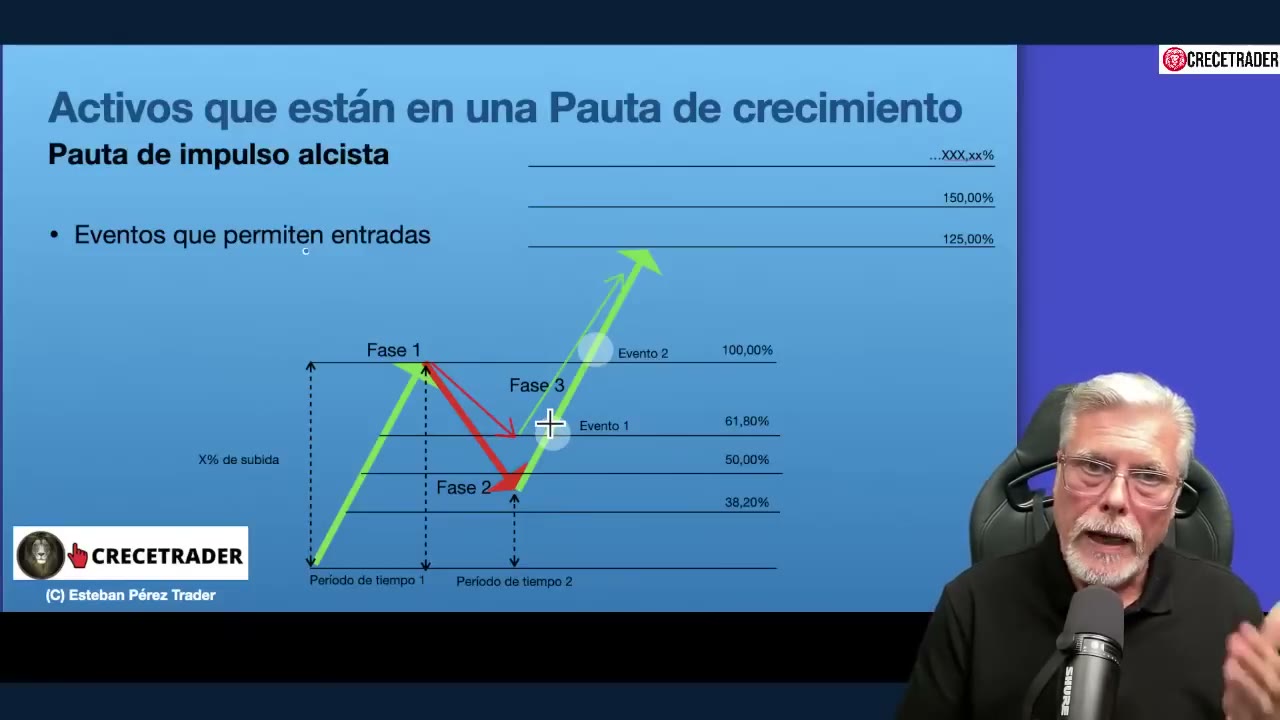 CRECETRADER
Activos que están en una Pauta de crecimiento
Pauta de impulso alcista
...XXX,xx%
150,00%
• Eventos que permiten entradas
125,00%
Fase 1
Evento 2
100,00%
Fase 3
Evento 1
61,80%
X% de subida
50,00%
Fase 2
38,20%
CRECETRADER
Período de tiempo 1
Período de tiempo 2
(C) Esteban Pérez Trader
SHURE